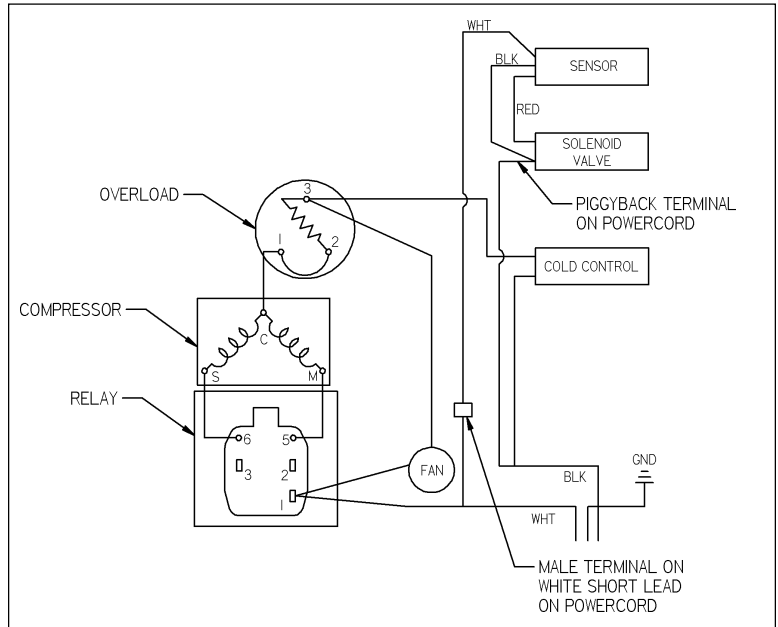 WHT
BLK
SENSOR
RED
SOLENOID
VALVE
OVERLOAD
3
PIGGYBACK TERMINAL
ON POWERCORD
1
2
COLD CONTROL
COMPRESSOR
C
S
M
RELAY
6
5
3
2
1
FAN
BLK
GND
WHT
MALE TERMINAL ON
WHITE SHORT LEAD
ON POWERCORD